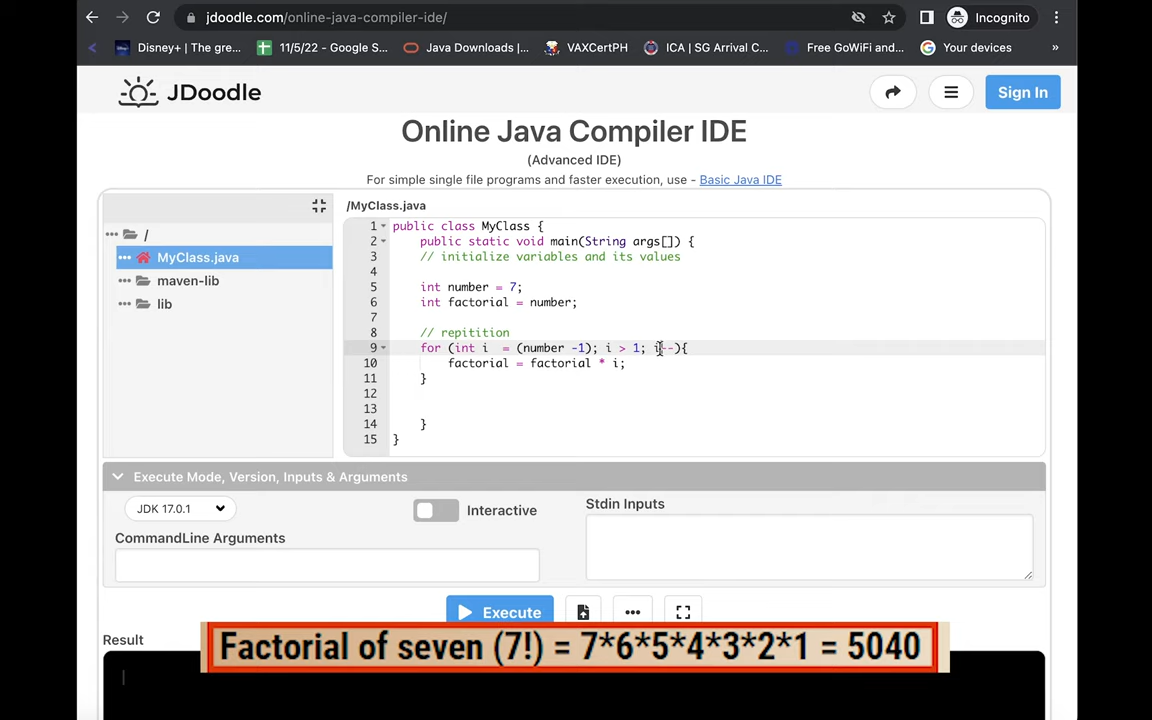 jdoodle.com/online-java-compiler-ide/
Incognito
Disney+ | The gre...
11/5/22 - Google S...
Java Downloads |...
VAXCertPH
ICA | SG Arrival C...
Free GoWiFi and...
Your devices
»
JDoodle
Sign In
Online Java Compiler IDE
(Advanced IDE)
For simple single file programs and faster execution, use - Basic Java IDE
/MyClass.java
/
MyClass.java
maven-lib
lib
1 public class MyClass {
2 public static void main(String args[]) {
3 // initialize variables and its values
4
5 int number = 7;
6 int factorial = number;
7
8 // repitition
9 for (int i  = (number -1); i > 1; i--){
10 factorial = factorial * i;
11 }
12
13
14 }
15 }
Execute Mode, Version, Inputs & Arguments
JDK 17.0.1
Interactive
Stdin Inputs
CommandLine Arguments
Execute
Result
Factorial of seven (7!) = 7*6*5*4*3*2*1 = 5040